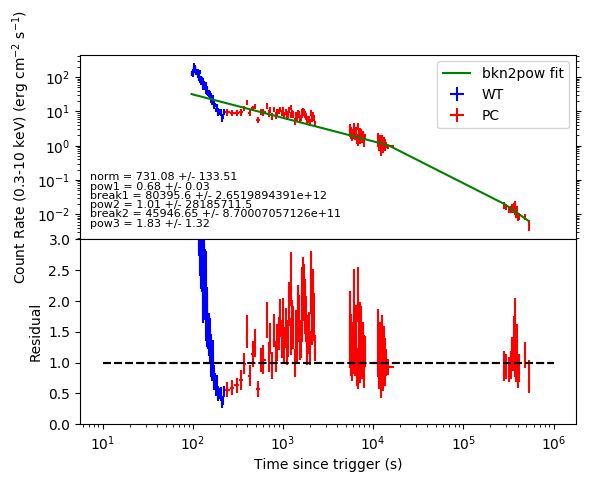 Count Rate (0.3-10 keV) (erg cm⁻² s⁻¹)
10²
10¹
10⁰
10⁻¹
10⁻²
bkn2pow fit
WT
PC
norm = 731.08 +/- 133.51
pow1 = 0.68 +/- 0.03
break1 = 80395.6 +/- 2.6519894391e+12
pow2 = 1.01 +/- 28185711.5
break2 = 45946.65 +/- 8.70007057126e+11
pow3 = 1.83 +/- 1.32
Residual
3.0
2.5
2.0
1.5
1.0
0.5
0.0
10¹ 10² 10³ 10⁴ 10⁵ 10⁶
Time since trigger (s)